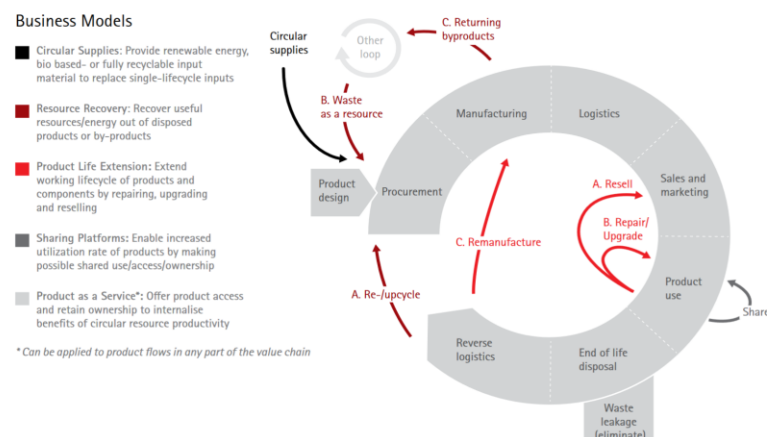 Business Models
Circular Supplies: Provide renewable energy,
bio based- or fully recyclable input
material to replace single-lifecycle inputs
Resource Recovery: Recover useful
resources/energy out of disposed
products or by-products
Product Life Extension: Extend
working lifecycle of products and
components by repairing, upgrading
and reselling
Sharing Platforms: Enable increased
utilization rate of products by making
possible shared use/access/ownership
Product as a Service*: Offer product access
and retain ownership to internalise
benefits of circular resource productivity
* Can be applied to product flows in any part of the value chain
Circular
supplies
Other
loop
C. Returning
byproducts
B. Waste
as a resource
Product
design
Procurement
Manufacturing
Logistics
Sales and
marketing
Product
use
End of life
disposal
Reverse
logistics
Waste
leakage
(eliminate)
A. Resell
B. Repair/
Upgrade
C. Remanufacture
A. Re-/upcycle
Share